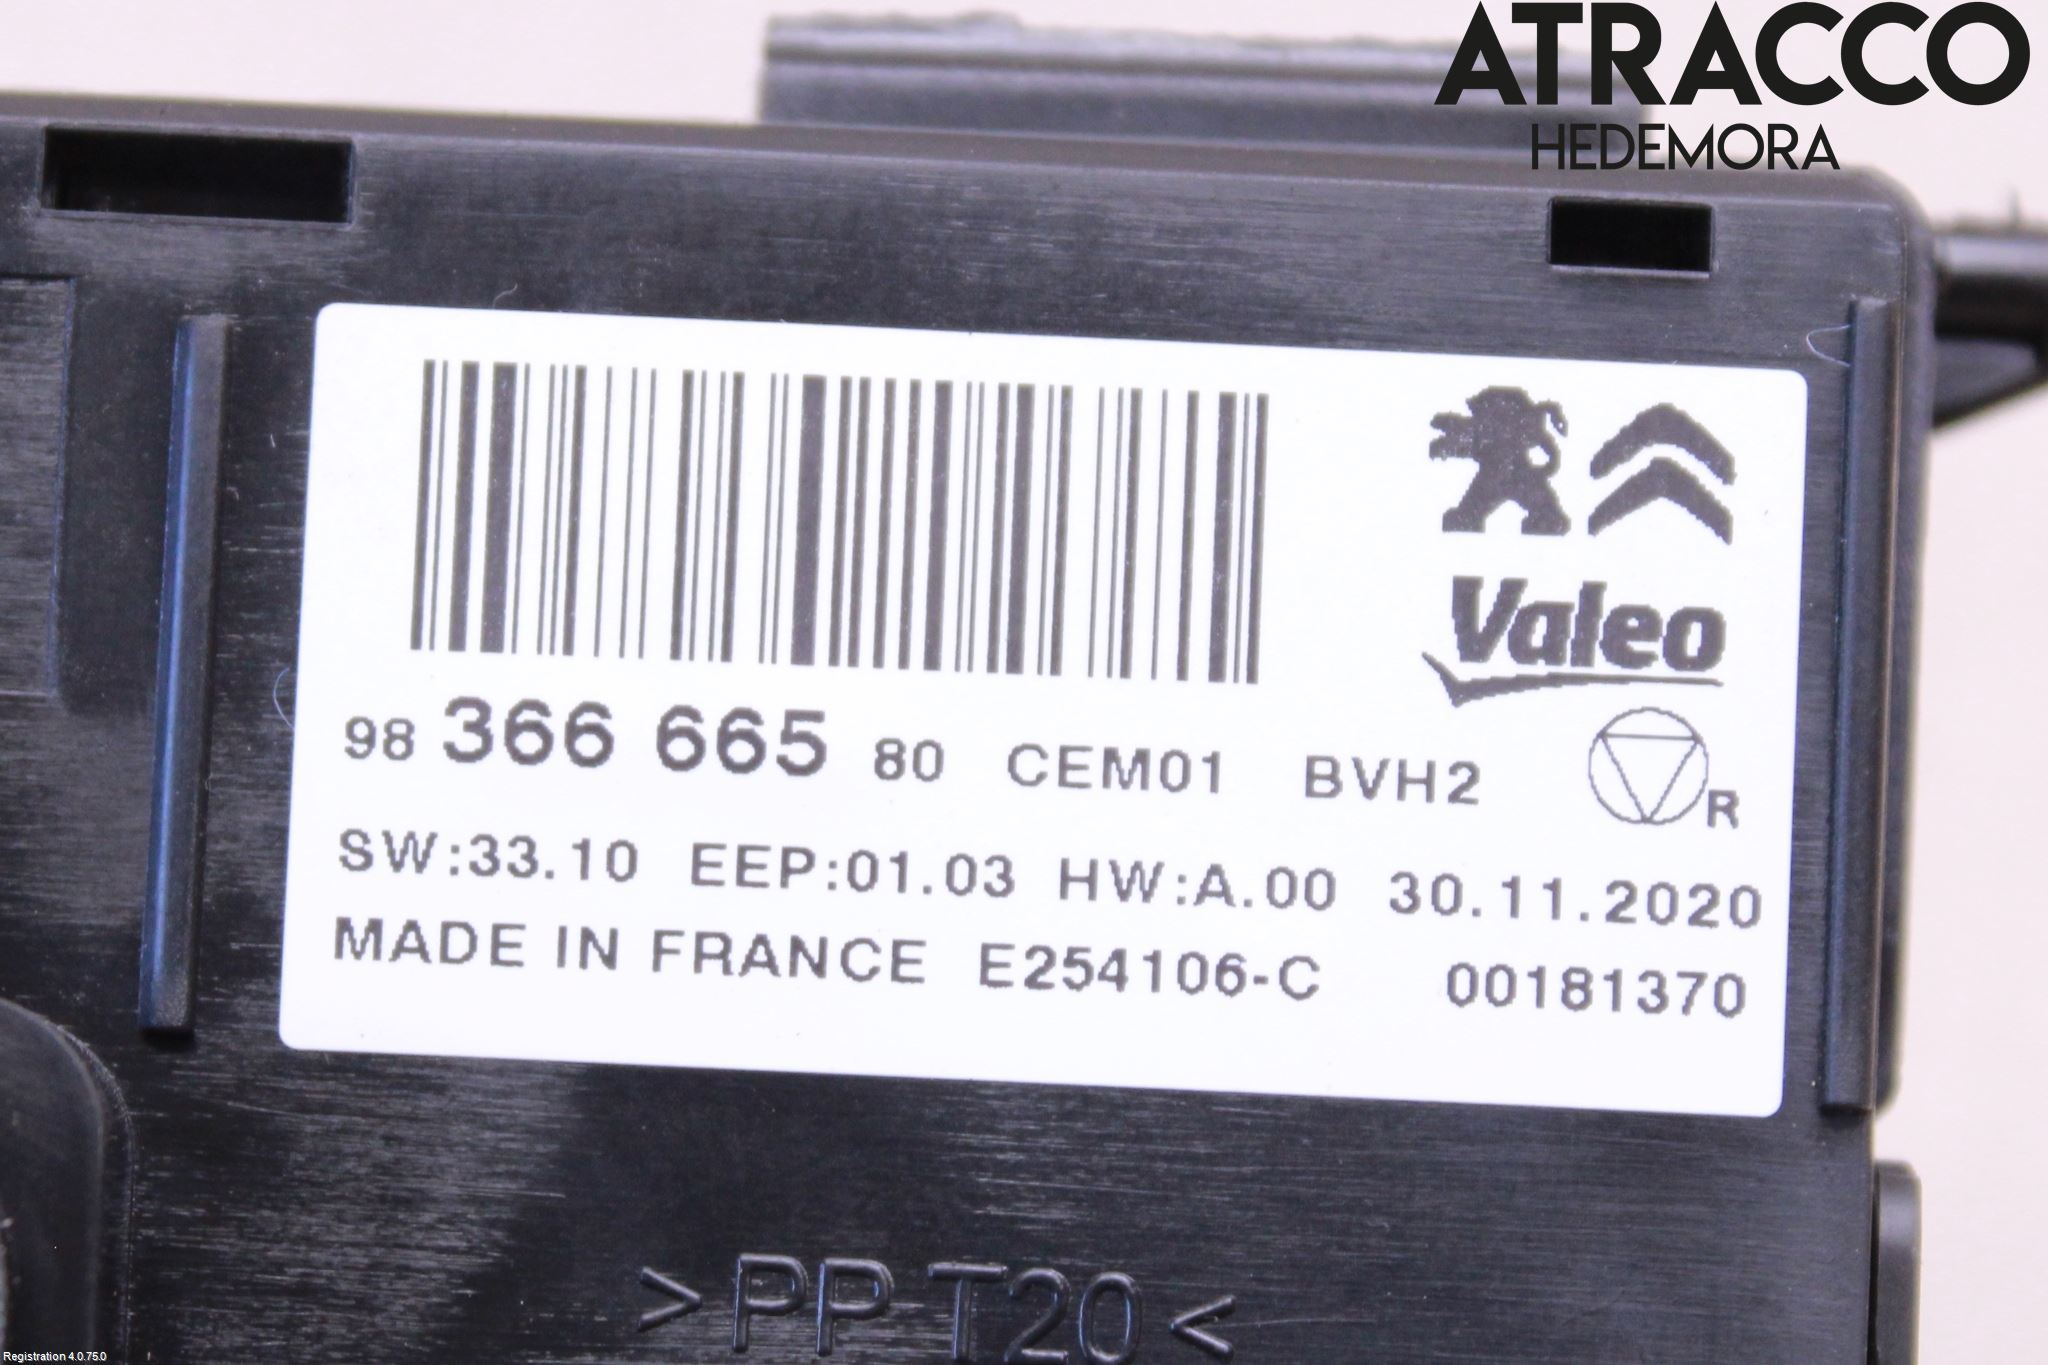 ATRACCO
HEDEMORA
Valeo
98 366 665 80 CEM01 BVH2 R
SW:33.10 EEP:01.03 HW:A.00 30.11.2020
MADE IN FRANCE E254106-C 00181370
>PP T20<
Registration 4.0.75.0